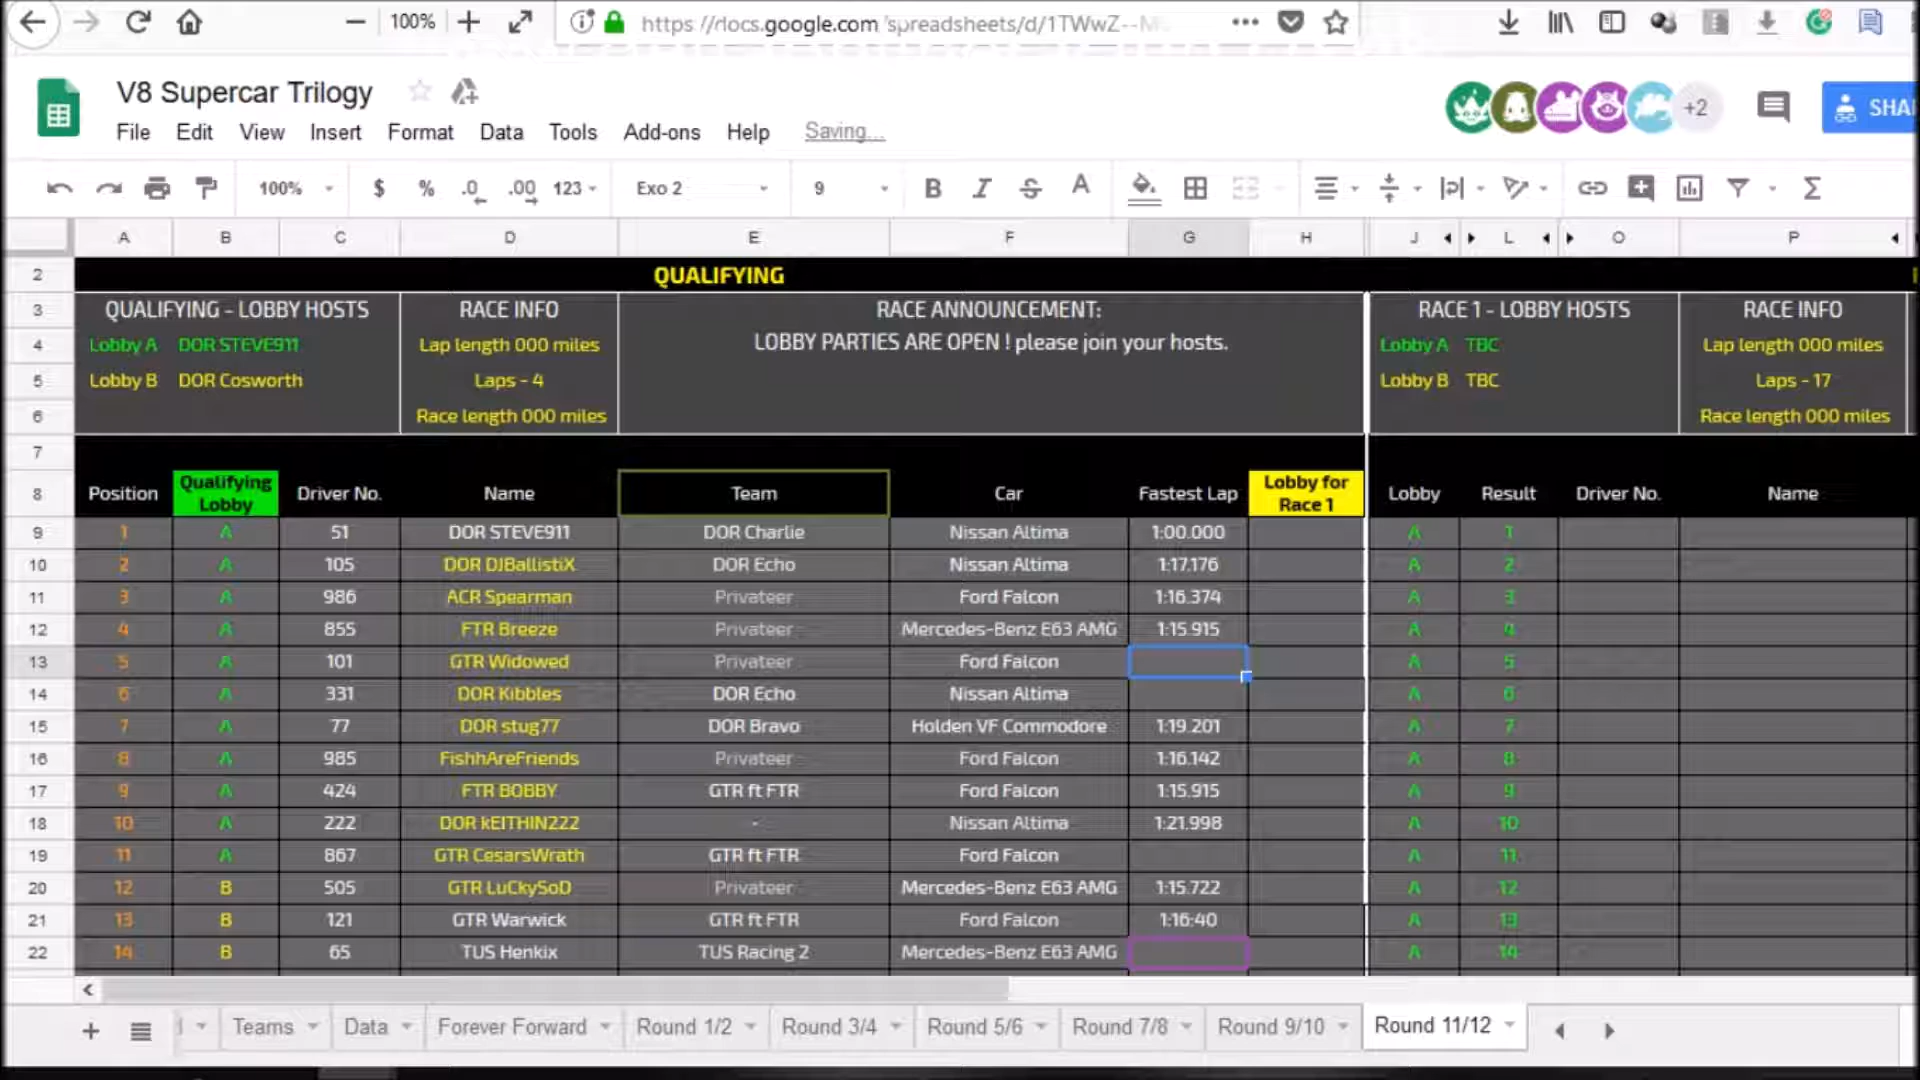 100%
https://docs.google.com/spreadsheets/d/1TWwZ--M
V8 Supercar Trilogy
+2
SHA
File Edit View Insert Format Data Tools Add-ons Help Saving...
100% $ % .0 .00 123 Exo 2 9 B I S A
A B C D E F G H J L O P
2 QUALIFYING
3 QUALIFYING - LOBBY HOSTS RACE INFO RACE ANNOUNCEMENT: RACE 1 - LOBBY HOSTS RACE INFO
4 Lobby A DOR STEVE911 Lap length 000 miles LOBBY PARTIES ARE OPEN ! please join your hosts. Lobby A TBC Lap length 000 miles
5 Lobby B DOR Cosworth Laps - 4 Lobby B TBC Laps - 17
6 Race length 000 miles Race length 000 miles
7
8 Position Qualifying Lobby Driver No. Name Team Car Fastest Lap Lobby for Race 1 Lobby Result Driver No. Name
9 1 A 51 DOR STEVE911 DOR Charlie Nissan Altima 1:00.000 A 1
10 2 A 105 DOR DJBallistiX DOR Echo Nissan Altima 1:17.176 A 2
11 3 A 986 ACR Spearman Privateer Ford Falcon 1:16.374 A 3
12 4 A 855 FTR Breeze Privateer Mercedes-Benz E63 AMG 1:15.915 A 4
13 5 A 101 GTR Widowed Privateer Ford Falcon A 5
14 6 A 331 DOR Kibbles DOR Echo Nissan Altima A 6
15 7 A 77 DOR stug77 DOR Bravo Holden VF Commodore 1:19.201 A 7
16 8 A 985 FishhAreFriends Privateer Ford Falcon 1:16.142 A 8
17 9 A 424 FTR BOBBY GTR ft FTR Ford Falcon 1:15.915 A 9
18 10 A 222 DOR kEITHIN222 - Nissan Altima 1:21.998 A 10
19 11 A 867 GTR CesarsWrath GTR ft FTR Ford Falcon A 11
20 12 B 505 GTR LuCkySoD Privateer Mercedes-Benz E63 AMG 1:15.722 A 12
21 13 B 121 GTR Warwick GTR ft FTR Ford Falcon 1:16:40 A 13
22 14 B 65 TUS Henkix TUS Racing 2 Mercedes-Benz E63 AMG A 14
Teams Data Forever Forward Round 1/2 Round 3/4 Round 5/6 Round 7/8 Round 9/10 Round 11/12